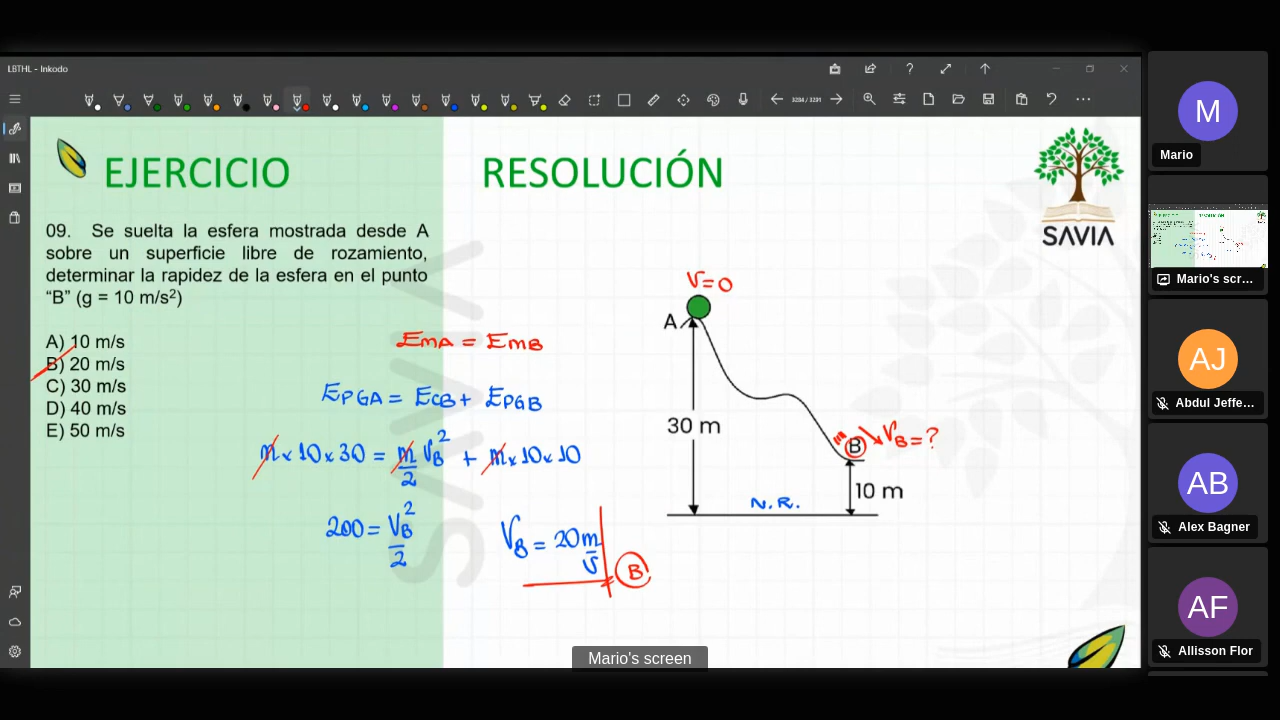 LBTHL - Inkodo
3284 / 3291
EJERCICIO
RESOLUCIÓN
SAVIA
09. Se suelta la esfera mostrada desde A
sobre un superficie libre de rozamiento,
determinar la rapidez de la esfera en el punto
“B” (g = 10 m/s²)
A) 10 m/s
B) 20 m/s
C) 30 m/s
D) 40 m/s
E) 50 m/s
EMA = EMB
EPGA = ECB + EPGB
m x 10 x 30 = m/2 VB² + m x 10 x 10
200 = VB²/2
VB = 20 m/s
B
V=0
A
30 m
m
B
VB = ?
10 m
N.R.
SAVIA
Mario's screen
M
Mario
Mario's scr...
AJ
Abdul Jeffe...
AB
Alex Bagner
AF
Allisson Flor